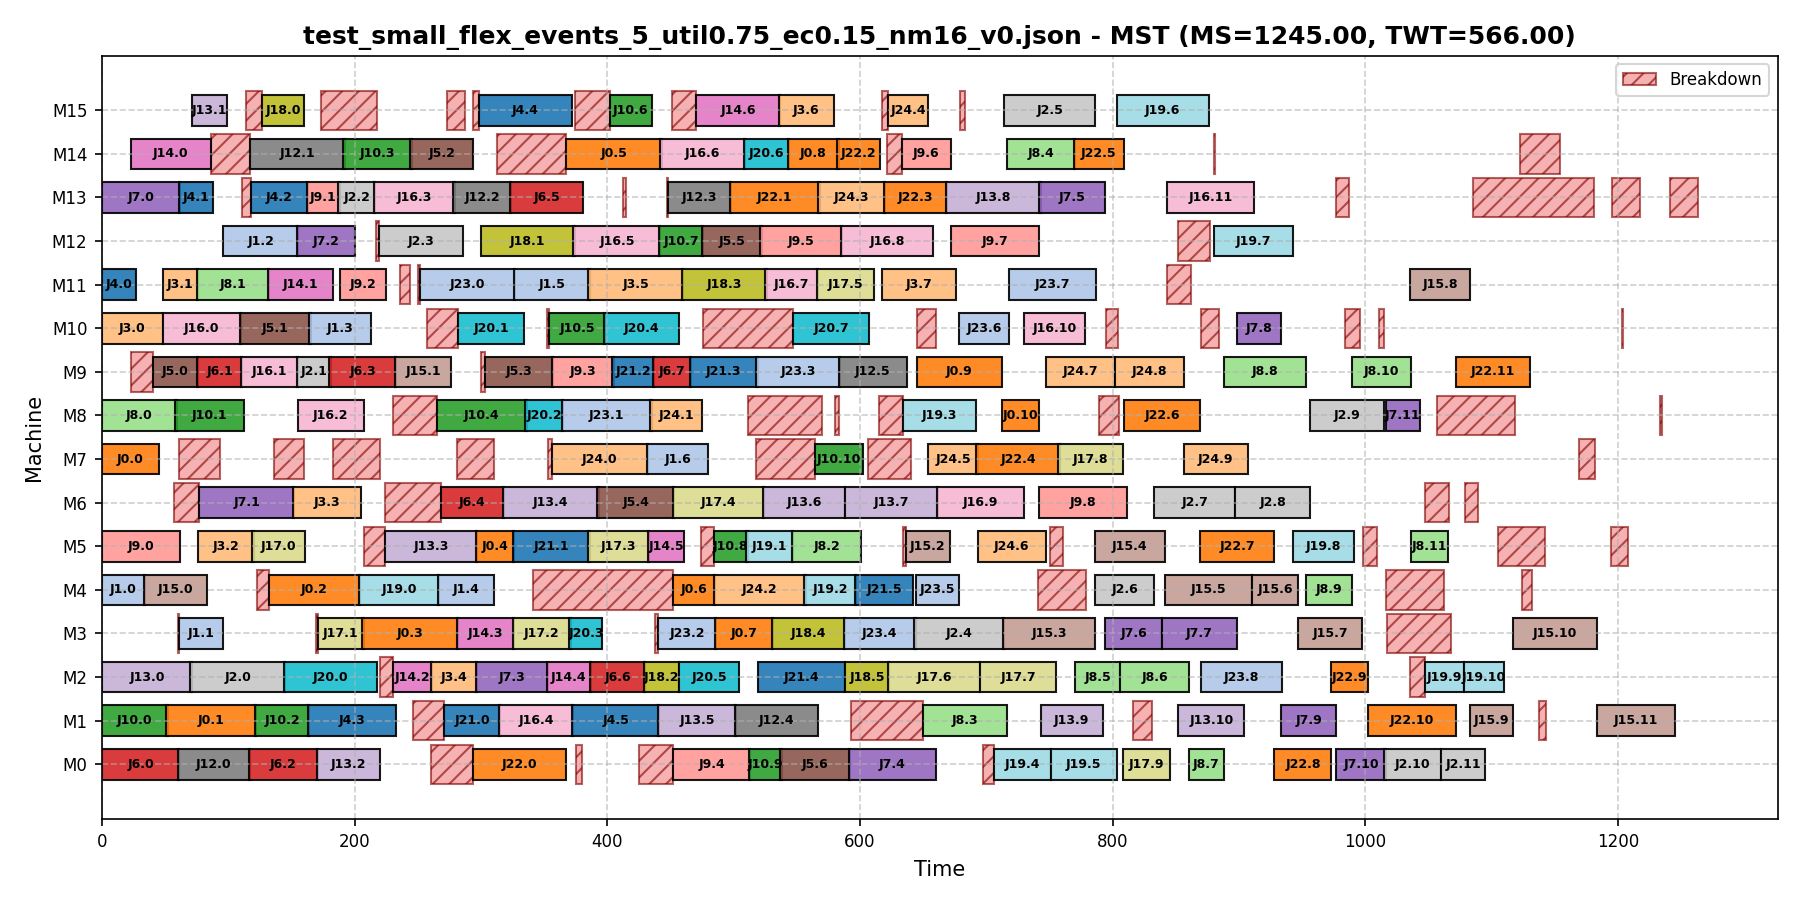 test_small_flex_events_5_util0.75_ec0.15_nm16_v0.json - MST (MS=1245.00, TWT=566.00)
Breakdown
M15 J13.1 J18.0 J4.4 J10.6 J14.6 J3.6 J24.4 J2.5 J19.6
M14 J14.0 J12.1 J10.3 J5.2 J0.5 J16.6 J20.6 J0.8 J22.2 J9.6 J8.4 J22.5
M13 J7.0 J4.1 J4.2 J9.1 J2.2 J16.3 J12.2 J6.5 J12.3 J22.1 J24.3 J22.3 J13.8 J7.5 J16.11
M12 J1.2 J7.2 J2.3 J18.1 J16.5 J10.7 J5.5 J9.5 J16.8 J9.7 J19.7
M11 J4.0 J3.1 J8.1 J14.1 J9.2 J23.0 J1.5 J3.5 J18.3 J16.7 J17.5 J3.7 J23.7 J15.8
M10 J3.0 J16.0 J5.1 J1.3 J20.1 J10.5 J20.4 J20.7 J23.6 J16.10 J7.8
M9 J5.0 J6.1 J16.1 J2.1 J6.3 J15.1 J5.3 J9.3 J21.2 J6.7 J21.3 J23.3 J12.5 J0.9 J24.7 J24.8 J8.8 J8.10 J22.11
M8 J8.0 J10.1 J16.2 J10.4 J20.2 J23.1 J24.1 J19.3 J0.10 J22.6 J2.9 J7.11
M7 J0.0 J24.0 J1.6 J10.10 J24.5 J22.4 J17.8 J24.9
M6 J7.1 J3.3 J6.4 J13.4 J5.4 J17.4 J13.6 J13.7 J16.9 J9.8 J2.7 J2.8
M5 J9.0 J3.2 J17.0 J13.3 J0.4 J21.1 J17.3 J14.5 J10.8 J19.1 J8.2 J15.2 J24.6 J15.4 J22.7 J19.8 J8.11
M4 J1.0 J15.0 J0.2 J19.0 J1.4 J0.6 J24.2 J19.2 J21.5 J23.5 J2.6 J15.5 J15.6 J8.9
M3 J1.1 J17.1 J0.3 J14.3 J17.2 J20.3 J23.2 J0.7 J18.4 J23.4 J2.4 J15.3 J7.6 J7.7 J15.7 J15.10
M2 J13.0 J2.0 J20.0 J14.2 J3.4 J7.3 J14.4 J6.6 J18.2 J20.5 J21.4 J18.5 J17.6 J17.7 J8.5 J8.6 J23.8 J22.9 J19.9 J19.10
M1 J10.0 J0.1 J10.2 J4.3 J21.0 J16.4 J4.5 J13.5 J12.4 J8.3 J13.9 J13.10 J7.9 J22.10 J15.9 J15.11
M0 J6.0 J12.0 J6.2 J13.2 J22.0 J9.4 J10.9 J5.6 J7.4 J19.4 J19.5 J17.9 J8.7 J22.8 J7.10 J2.10 J2.11
0 200 400 600 800 1000 1200
Time
Machine